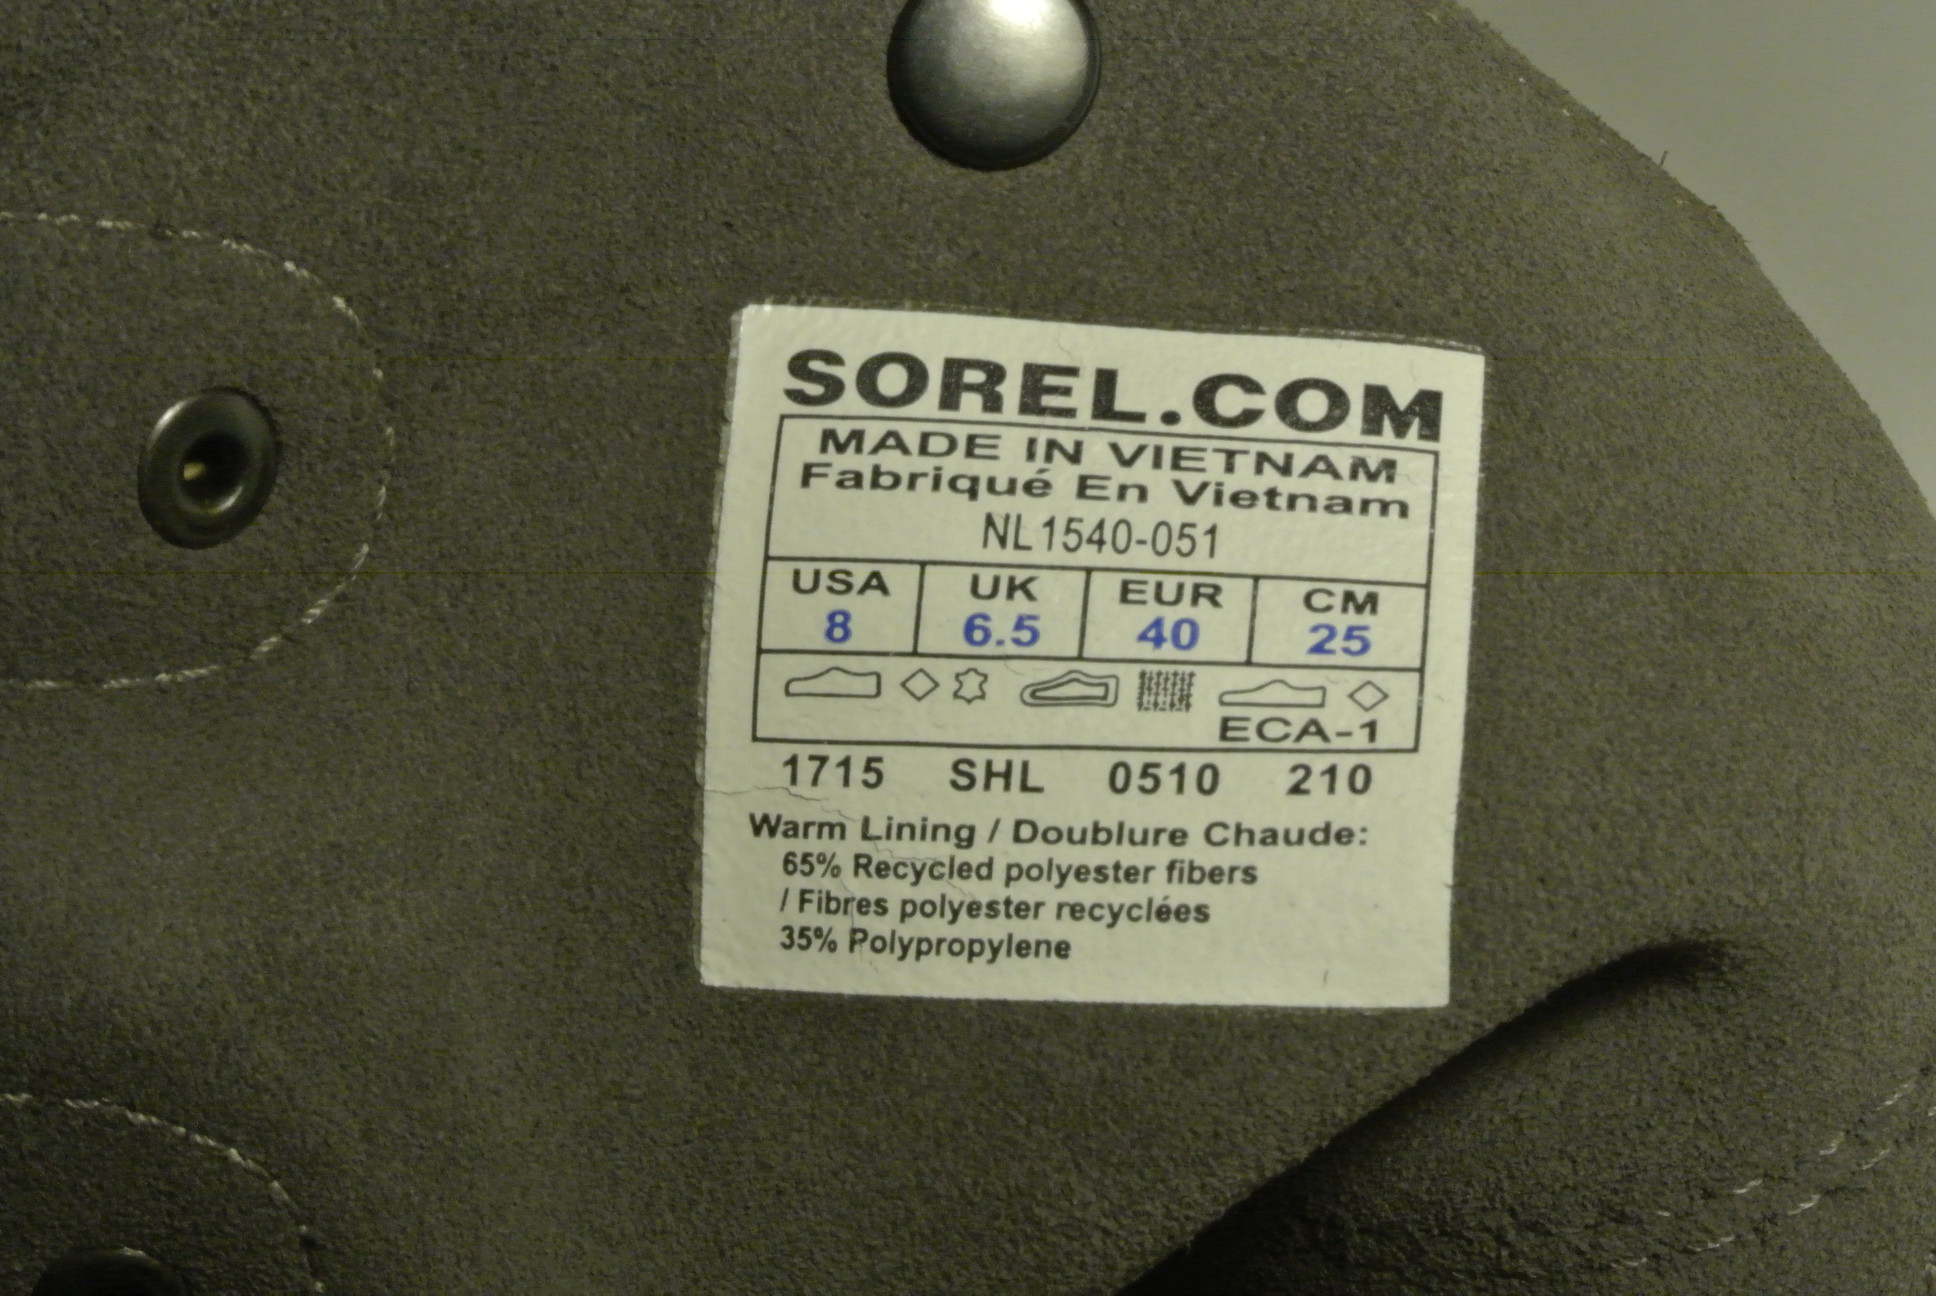 SOREL.COM
MADE IN VIETNAM
Fabriqué En Vietnam
NL1540-051
USA UK EUR CM
8 6.5 40 25
ECA-1
1715 SHL 0510 210
Warm Lining / Doublure Chaude:
65% Recycled polyester fibers
/ Fibres polyester recyclées
35% Polypropylene